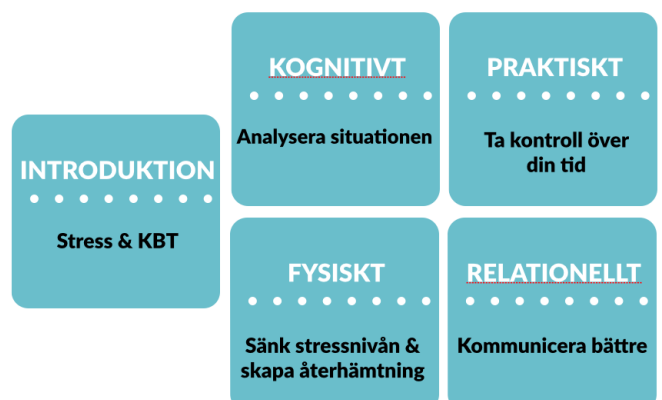 INTRODUKTION
Stress & KBT
KOGNITIVT
Analysera situationen
PRAKTISKT
Ta kontroll över
din tid
FYSISKT
Sänk stressnivån &
skapa återhämtning
RELATIONELLT
Kommunicera bättre